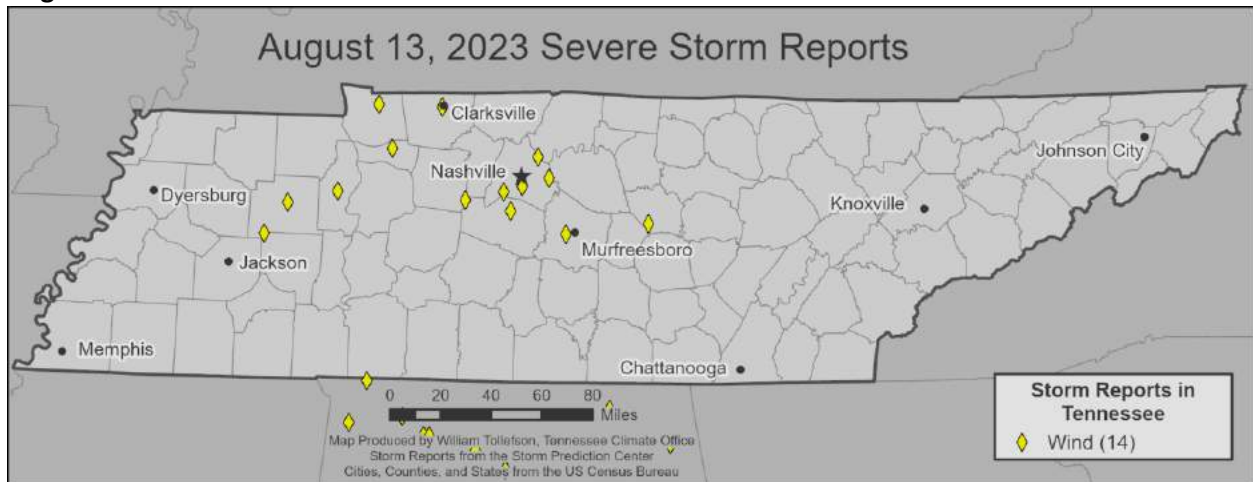 August 13, 2023 Severe Storm Reports
Clarksville
Nashville
Johnson City
Dyersburg
Knoxville
Murfreesboro
Jackson
Memphis
Chattanooga
0 20 40 60 80
Miles
Map Produced by William Tollefson, Tennessee Climate Office
Storm Reports from the Storm Prediction Center
Cities, Counties, and States from the US Census Bureau
Storm Reports in
Tennessee
Wind (14)